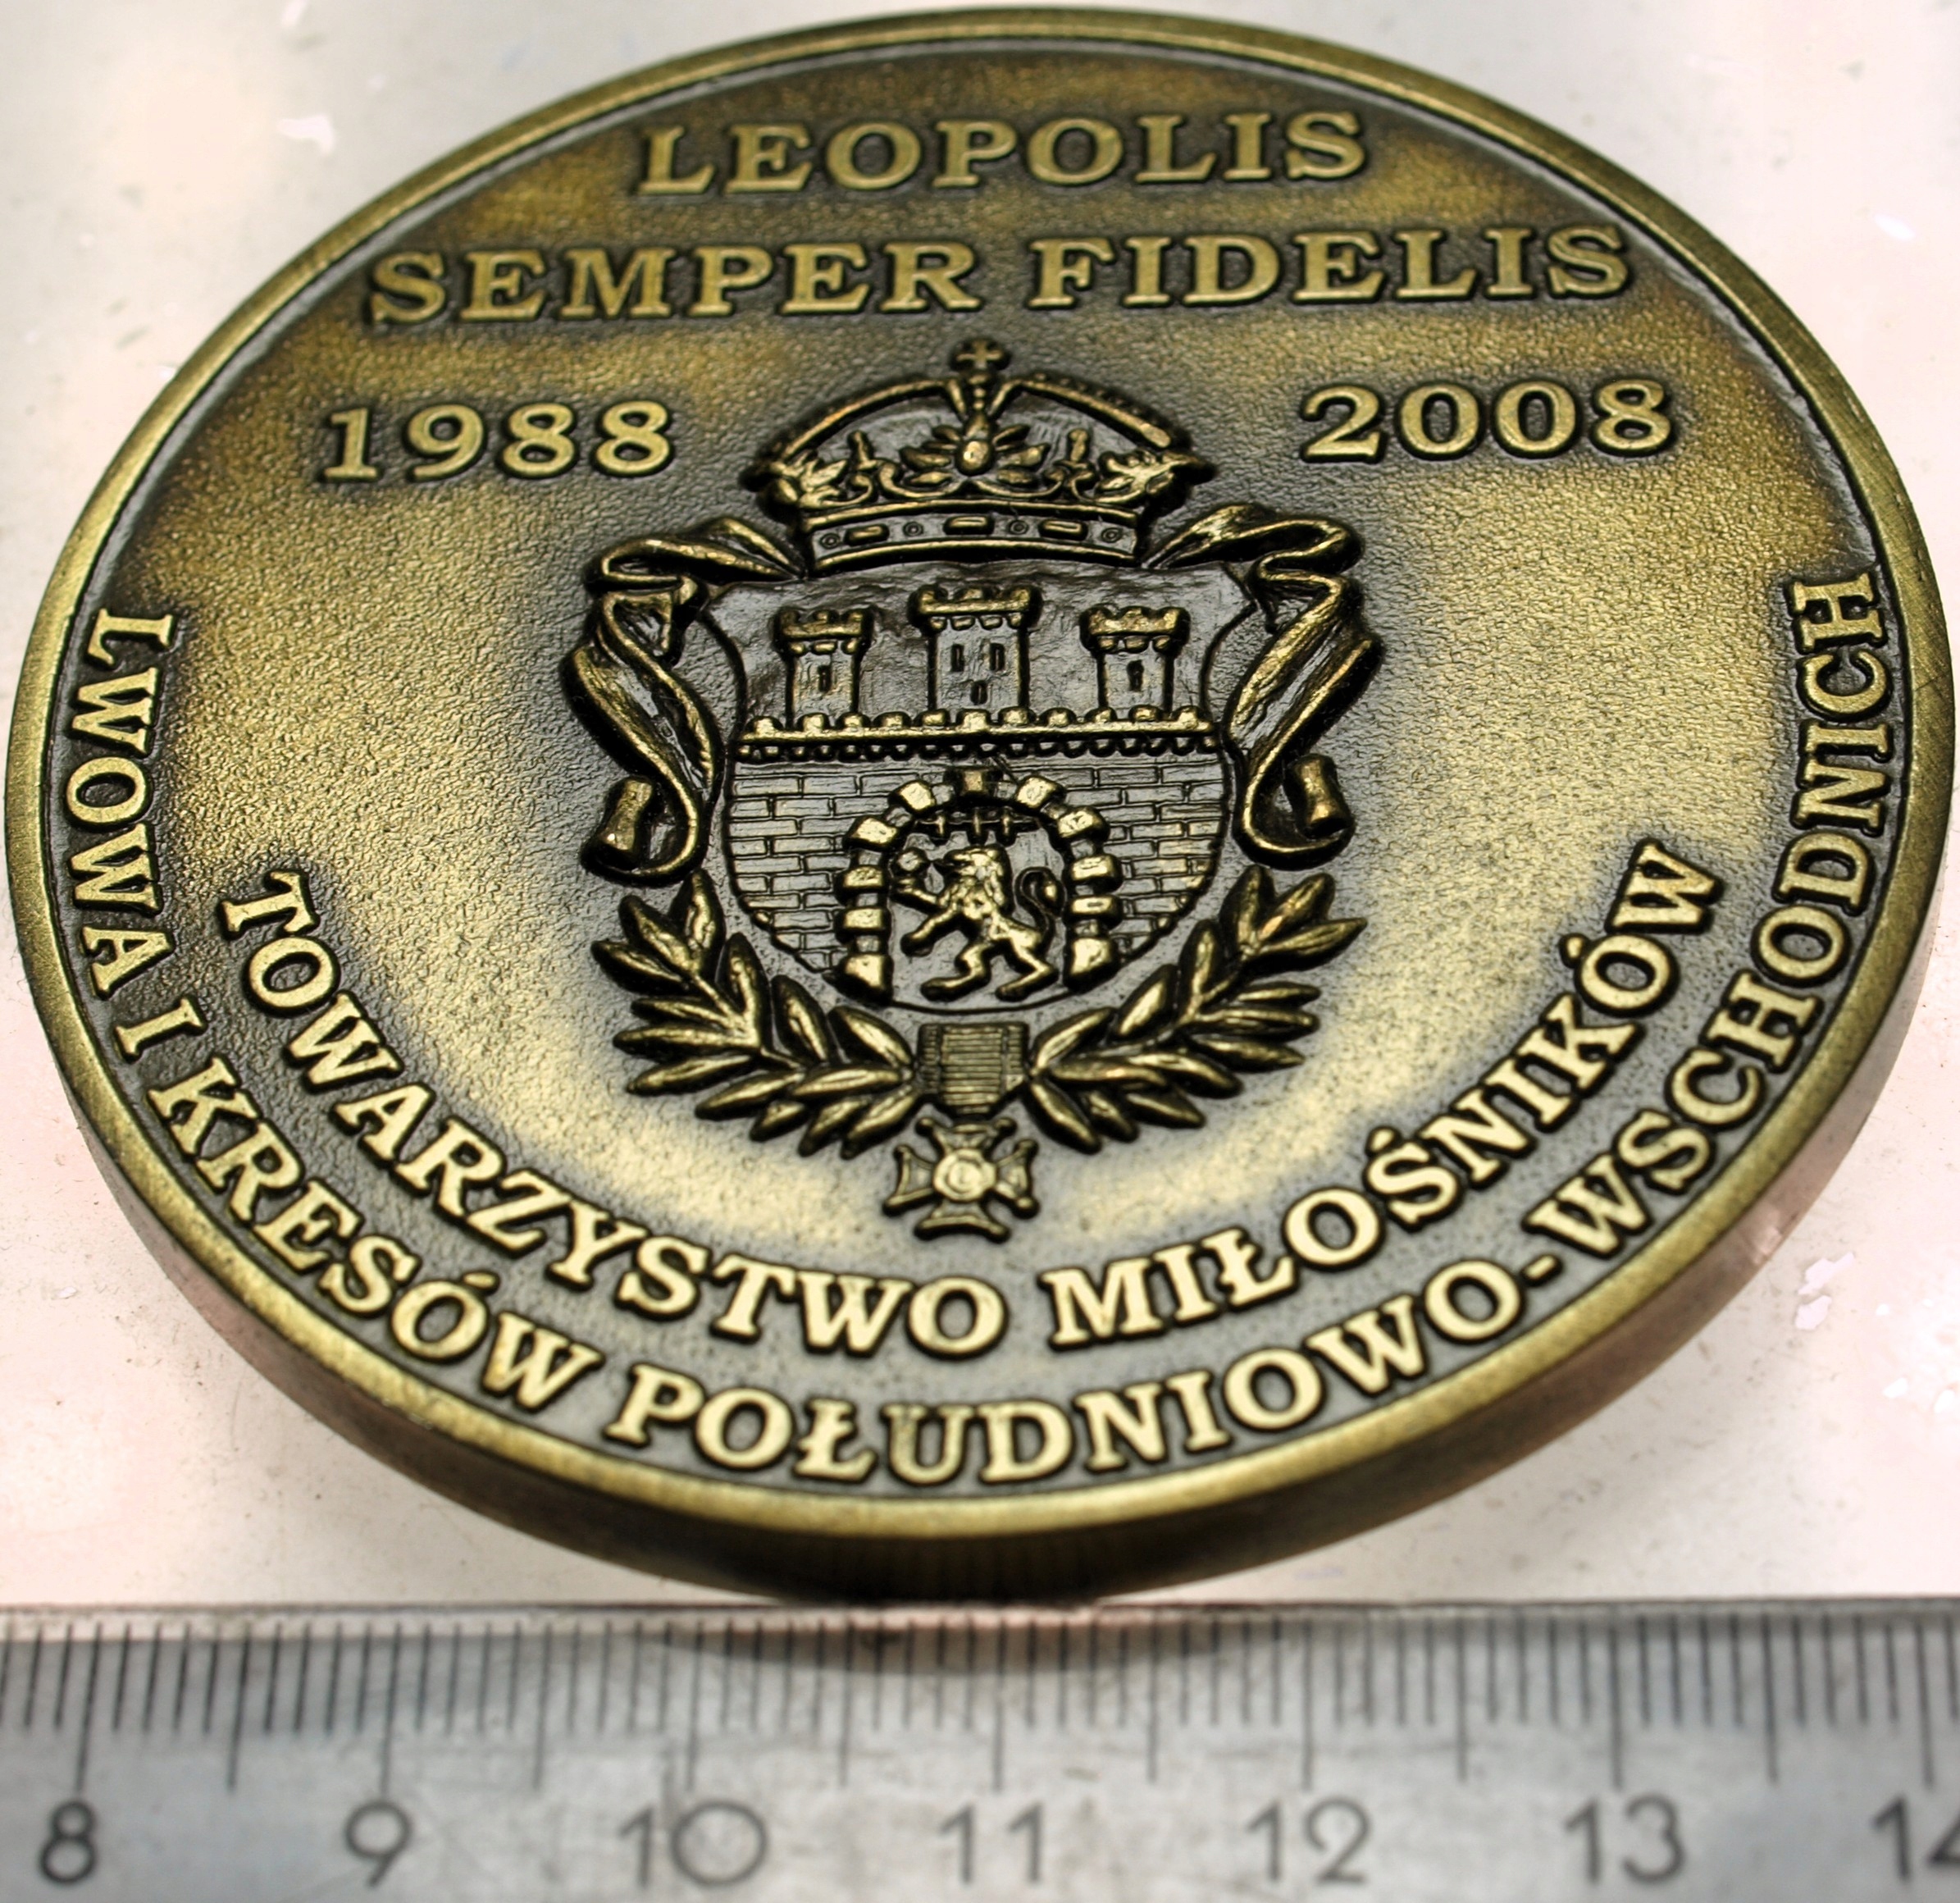 LEOPOLIS
SEMPER FIDELIS
1988 2008
TOWARZYSTWO MIŁOŚNIKÓW
LWOWA I KRESÓW POŁUDNIOWO-WSCHODNICH
8 9 10 11 12 13 14